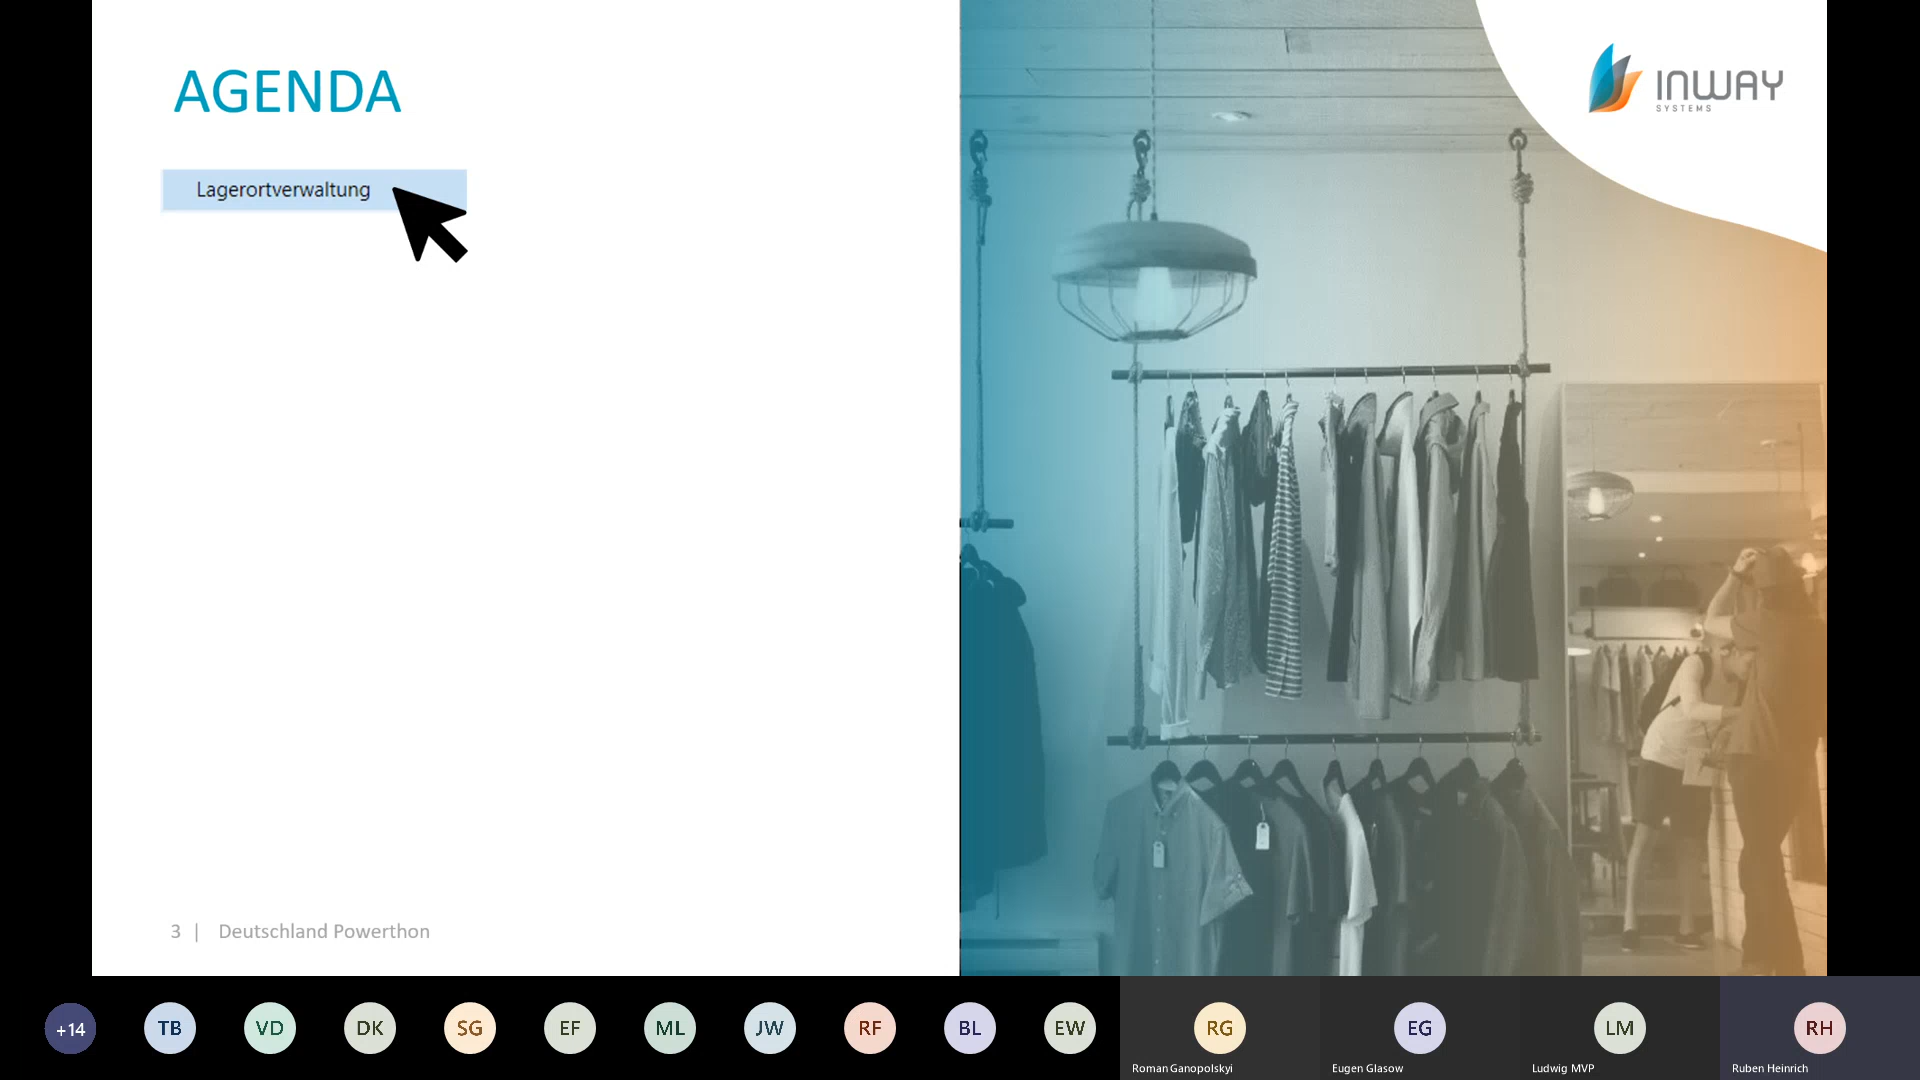 AGENDA
INWAY
SYSTEMS
Lagerortverwaltung
3 | Deutschland Powerthon
+14
TB
VD
DK
SG
EF
ML
JW
RF
BL
EW
RG
EG
LM
RH
Roman Ganopolskyi
Eugen Glasow
Ludwig MVP
Ruben Heinrich